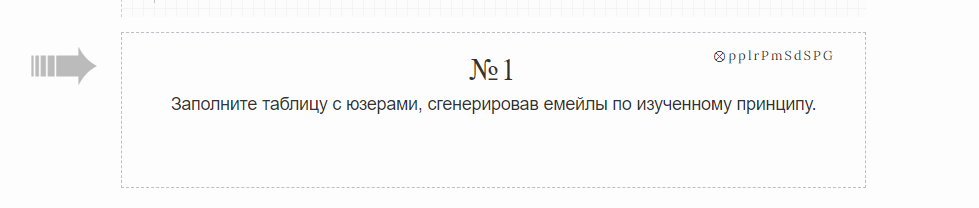 ⊗pplrPmSdSPG
№1
Заполните таблицу с юзерами, сгенерировав емейлы по изученному принципу.